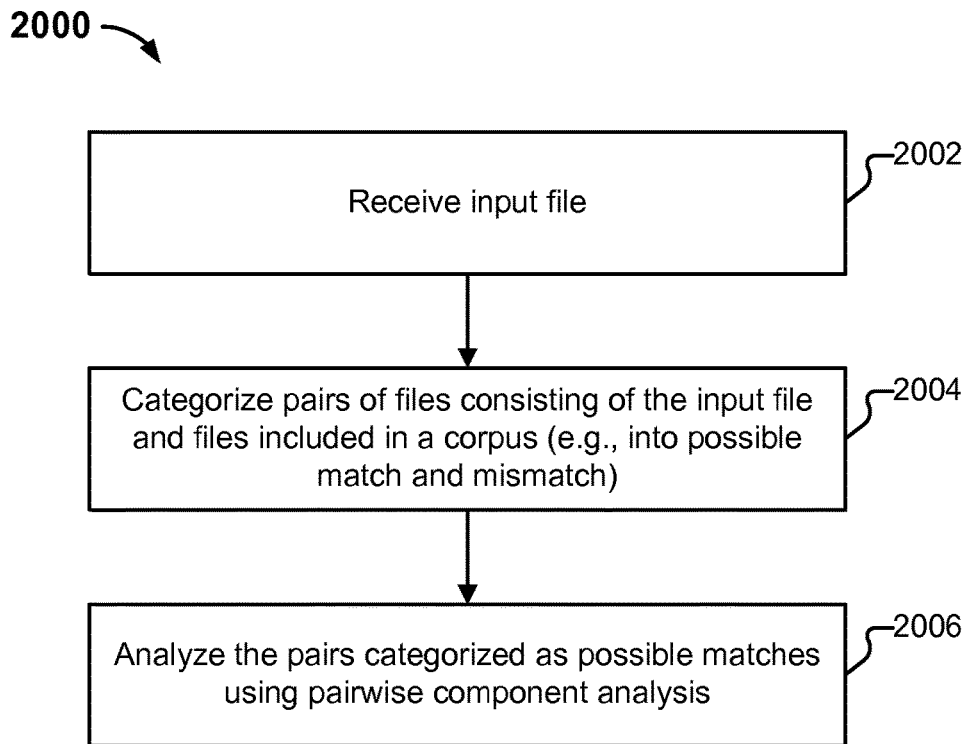 2000
2002
Receive input file
2004
Categorize pairs of files consisting of the input file
and files included in a corpus (e.g., into possible
match and mismatch)
2006
Analyze the pairs categorized as possible matches
using pairwise component analysis